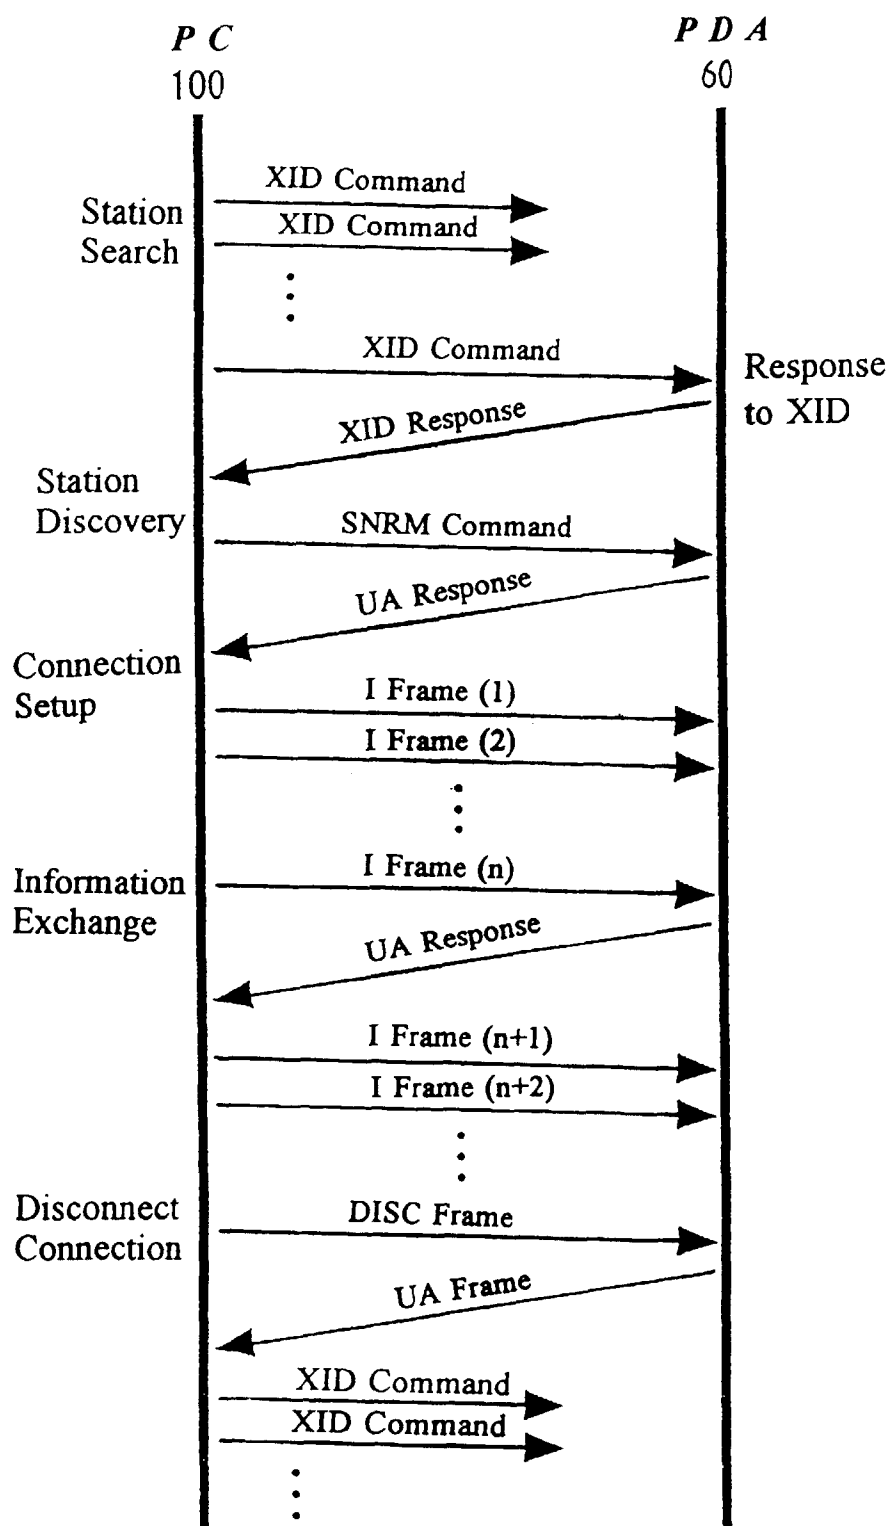 P C
P D A
100
60
XID Command
Station
Search
XID Command
XID Command
Response
to XID
XID Response
Station
Discovery
SNRM Command
UA Response
Connection
Setup
I Frame (1)
I Frame (2)
I Frame (n)
Information
Exchange
UA Response
I Frame (n+1)
I Frame (n+2)
Disconnect
Connection
DISC Frame
UA Frame
XID Command
XID Command